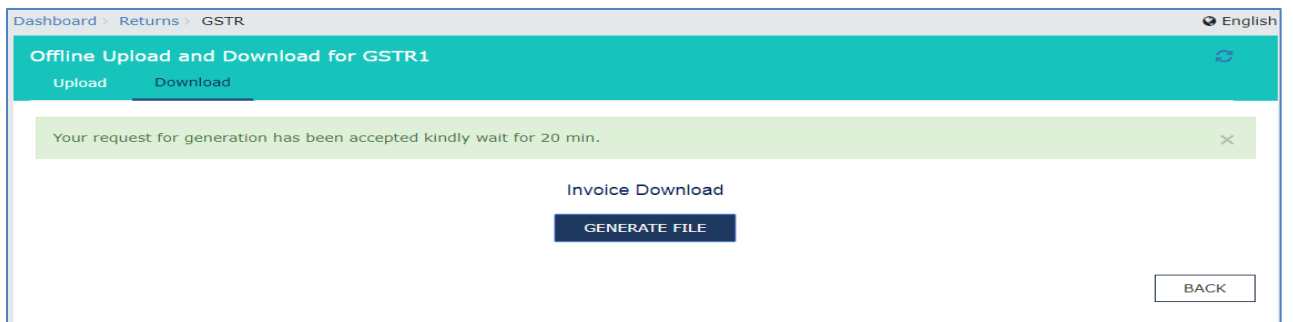 Dashboard > Returns > GSTR English
Offline Upload and Download for GSTR1
Upload Download
Your request for generation has been accepted kindly wait for 20 min. ×
Invoice Download
GENERATE FILE
BACK